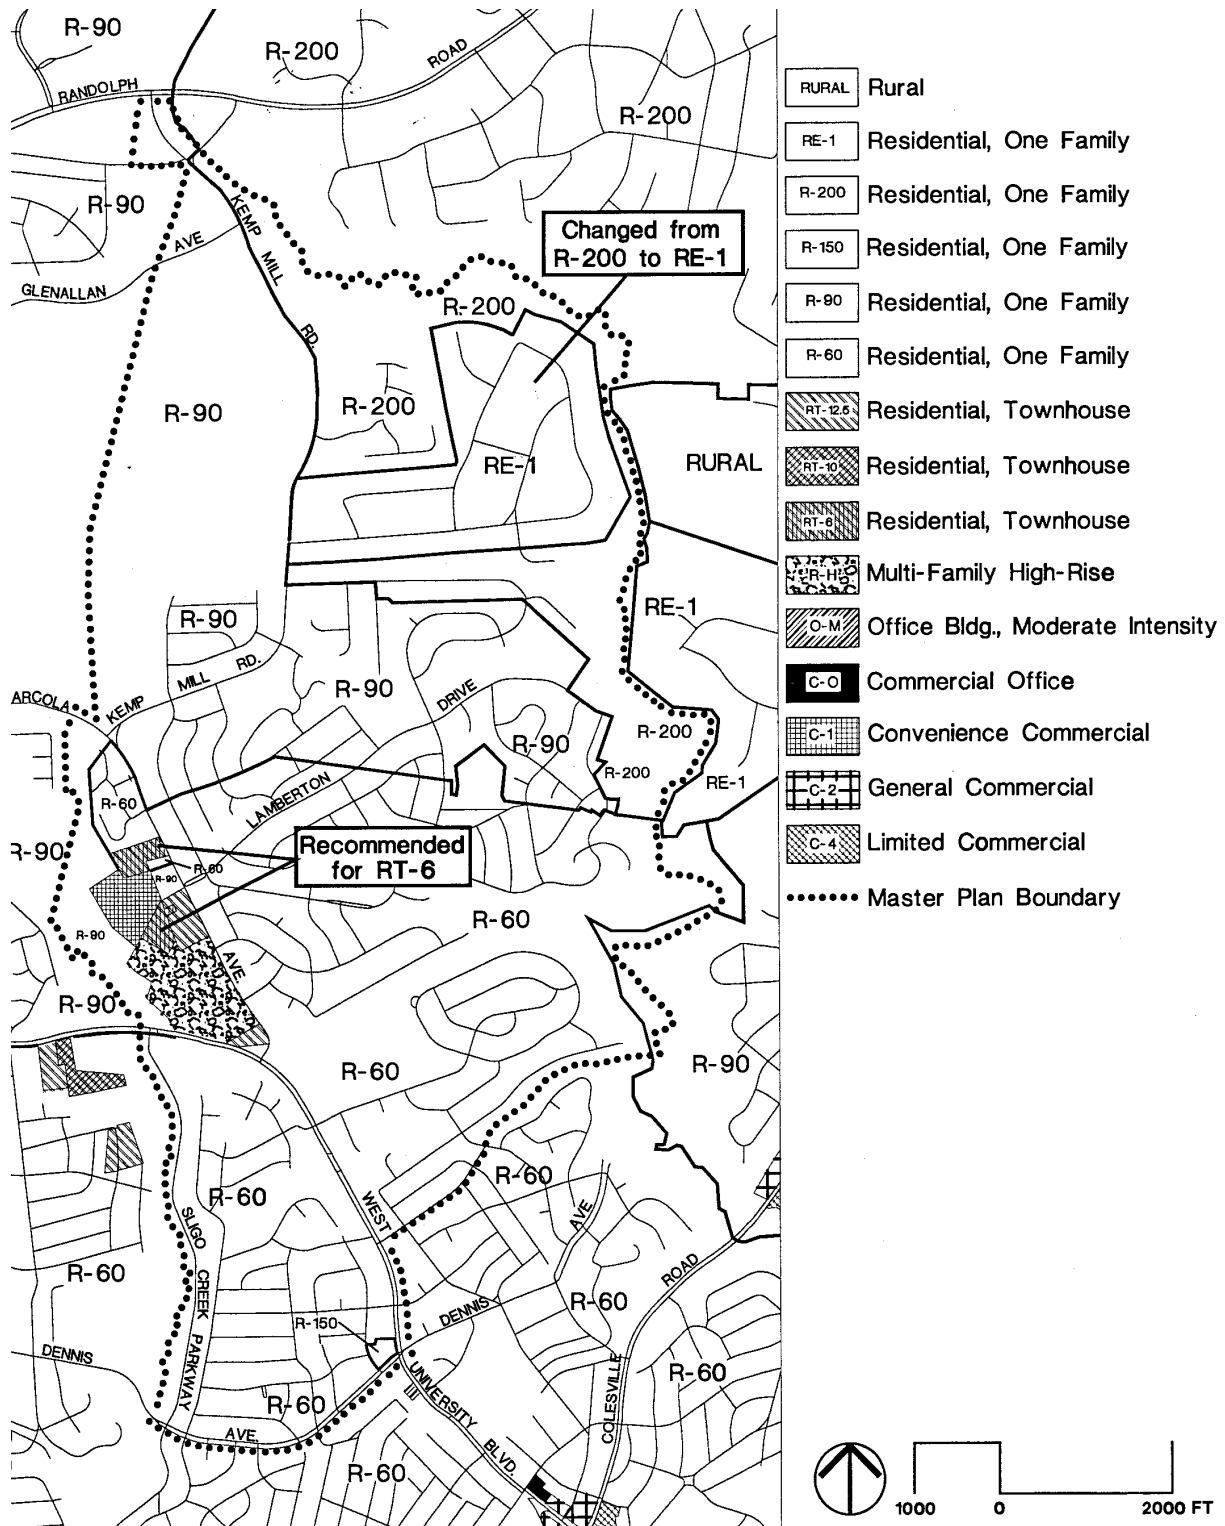 R-90
R-200
ROAD
RANDOLPH
R-200
R-90
KEMP
MILL
RD.
AVE
GLENALLAN
Changed from
R-200 to RE-1
R-200
R-90
R-200
RE-1
RURAL
RE-1
R-90
KEMP MILL RD.
R-90
DRIVE
ARCOLA
R-90
R-200
R-200
RE-1
R-60
LAMBERTON
Recommended
for RT-6
R-90
R-60
R-90
R-90
R-60
AVE.
R-90
R-60
R-90
R-60
R-60
WEST
AVE
SLIGO
CREEK
PARKWAY
R-60
ROAD
R-60
DENNIS
R-150
DENNIS
R-60
COLESVILLE
R-60
UNIVERSITY
BLVD.
AVE.
R-60
RURAL Rural
RE-1 Residential, One Family
R-200 Residential, One Family
R-150 Residential, One Family
R-90 Residential, One Family
R-60 Residential, One Family
RT-12.5 Residential, Townhouse
RT-10 Residential, Townhouse
RT-6 Residential, Townhouse
R-H Multi-Family High-Rise
O-M Office Bldg., Moderate Intensity
C-O Commercial Office
C-1 Convenience Commercial
C-2 General Commercial
C-4 Limited Commercial
Master Plan Boundary
1000 0 2000 FT